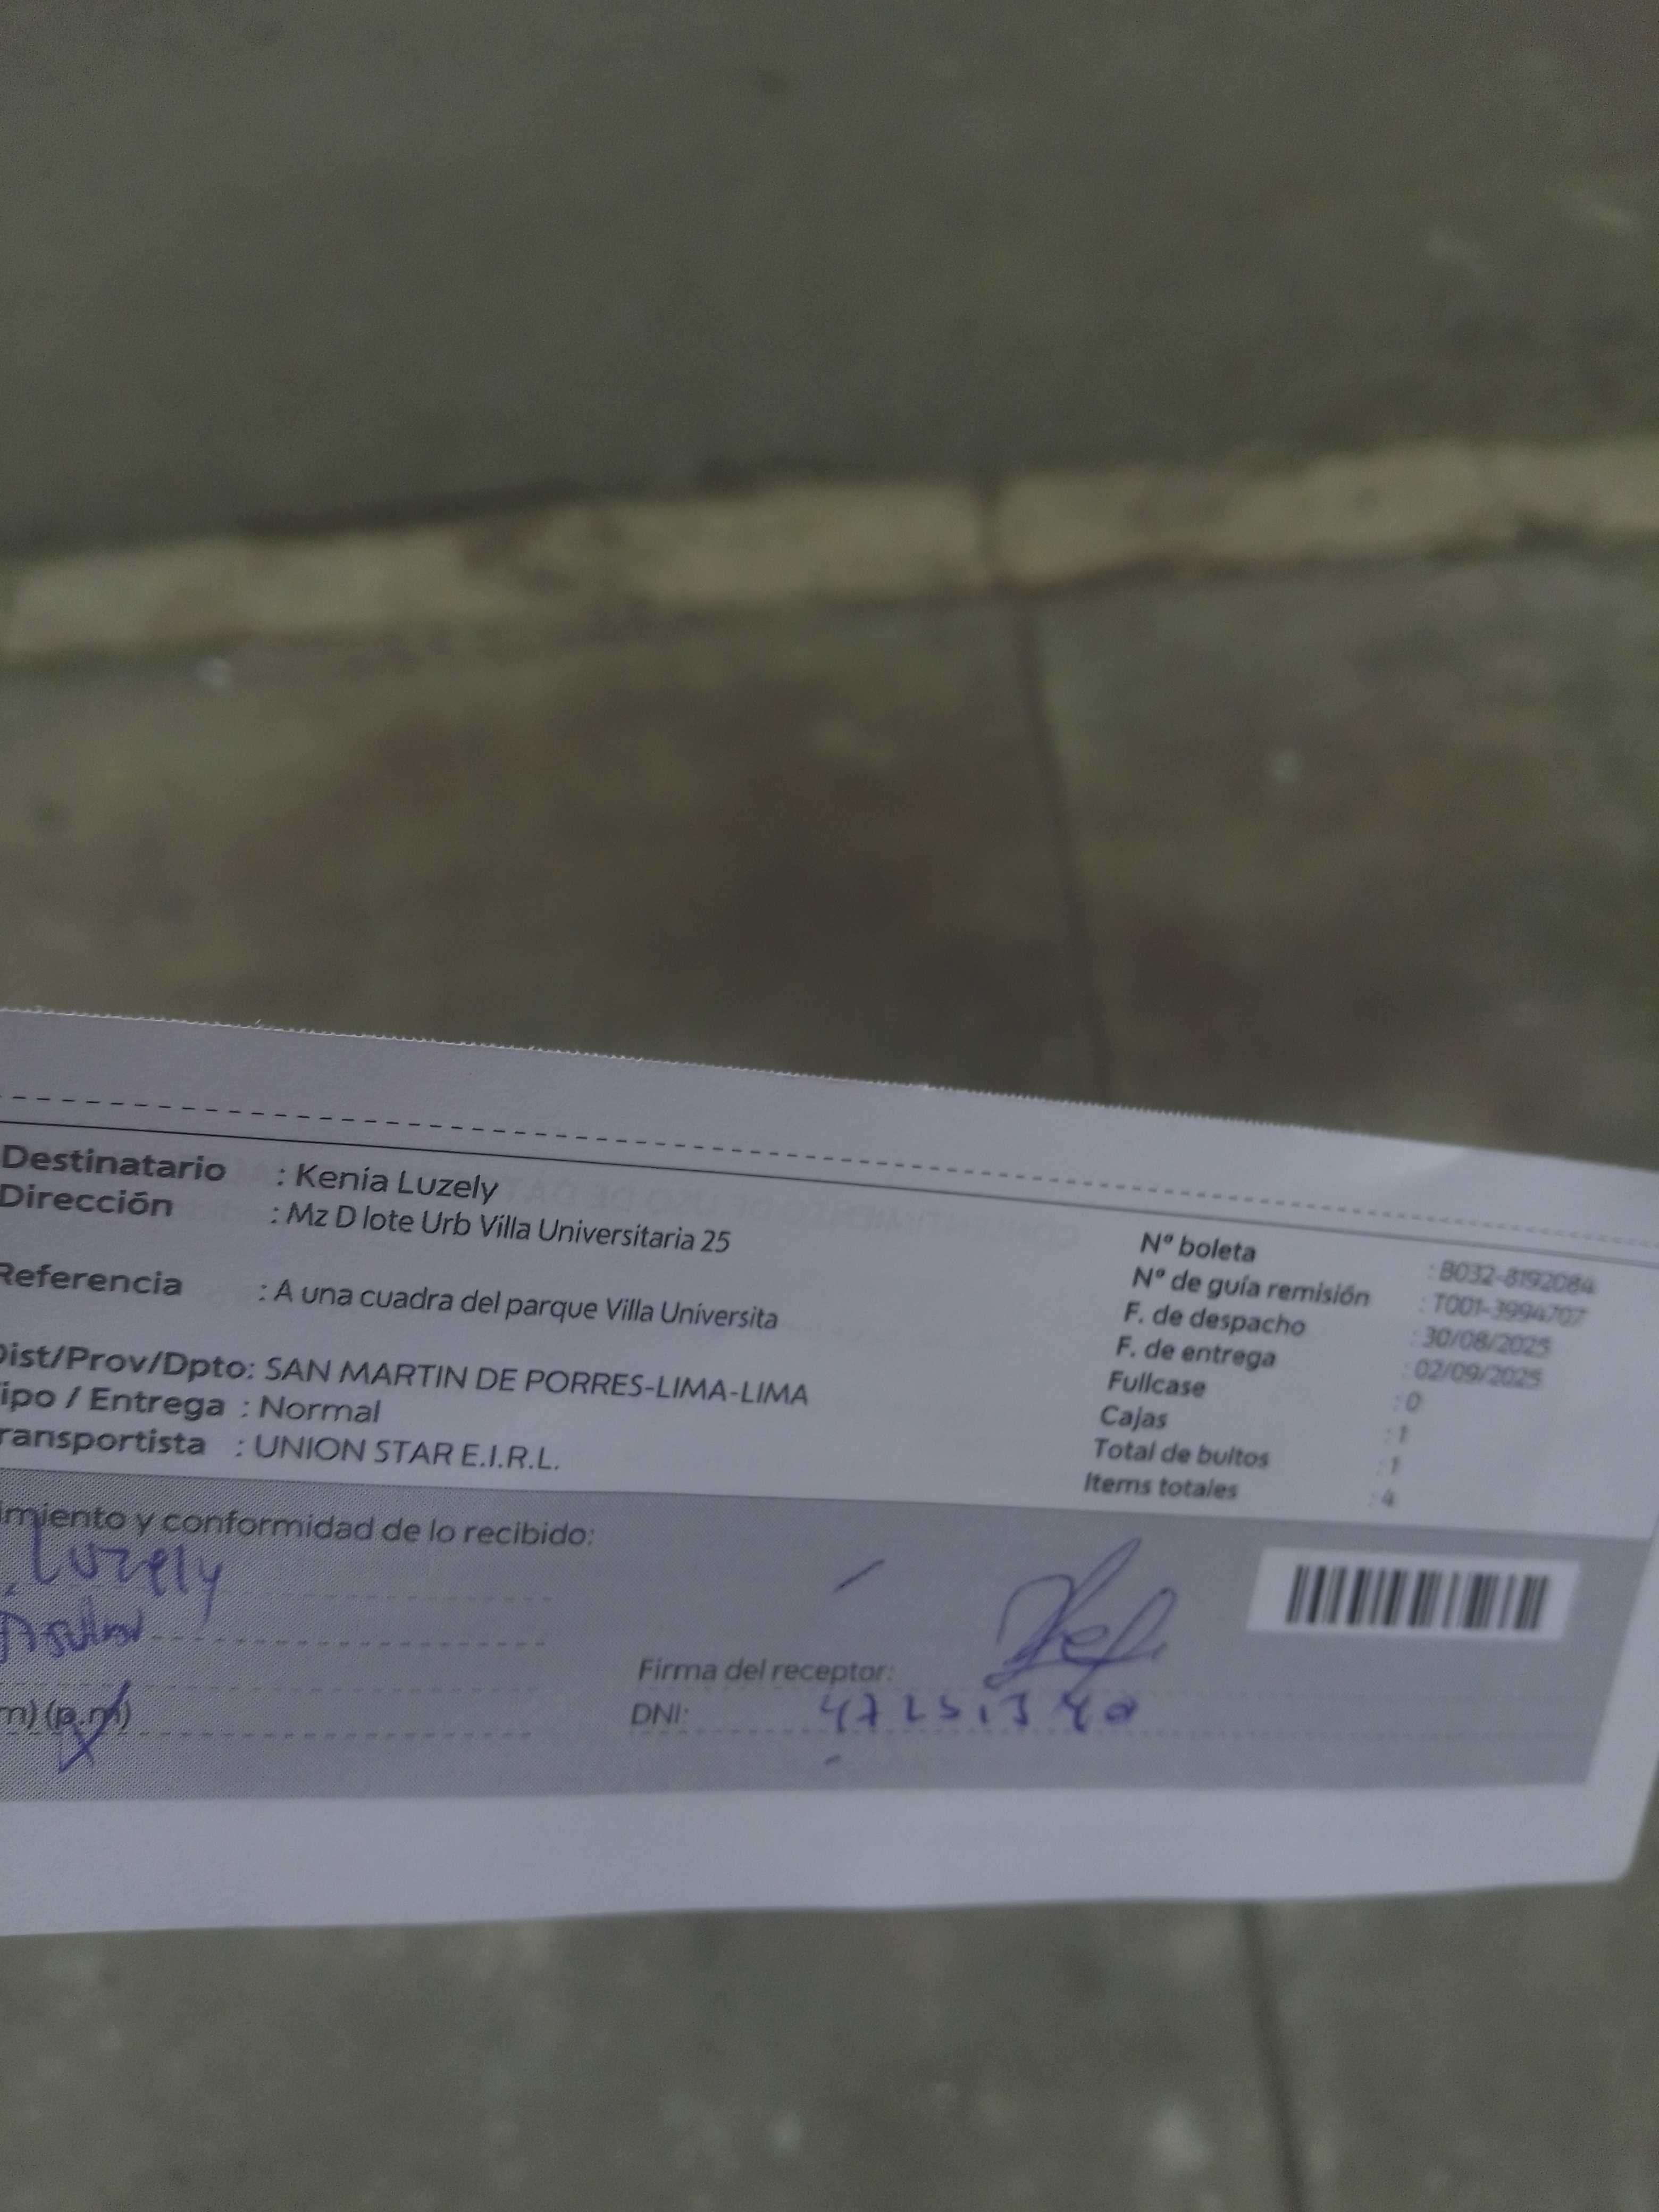 Destinatario : Kenia Luzely
Dirección : Mz D lote Urb Villa Universitaria 25
Referencia : A una cuadra del parque Villa Universita
Dist/Prov/Dpto: SAN MARTIN DE PORRES-LIMA-LIMA
ipo / Entrega : Normal
ransportista : UNION STAR E.I.R.L.
Nº boleta : B032-8192084
Nº de guía remisión : T001-3994707
F. de despacho : 30/08/2025
F. de entrega : 02/09/2025
Fullcase : 0
Cajas : 1
Total de bultos : 1
Items totales : 4
imiento y conformidad de lo recibido:
Luzely
m) (p.m)
Firma del receptor:
DNI: